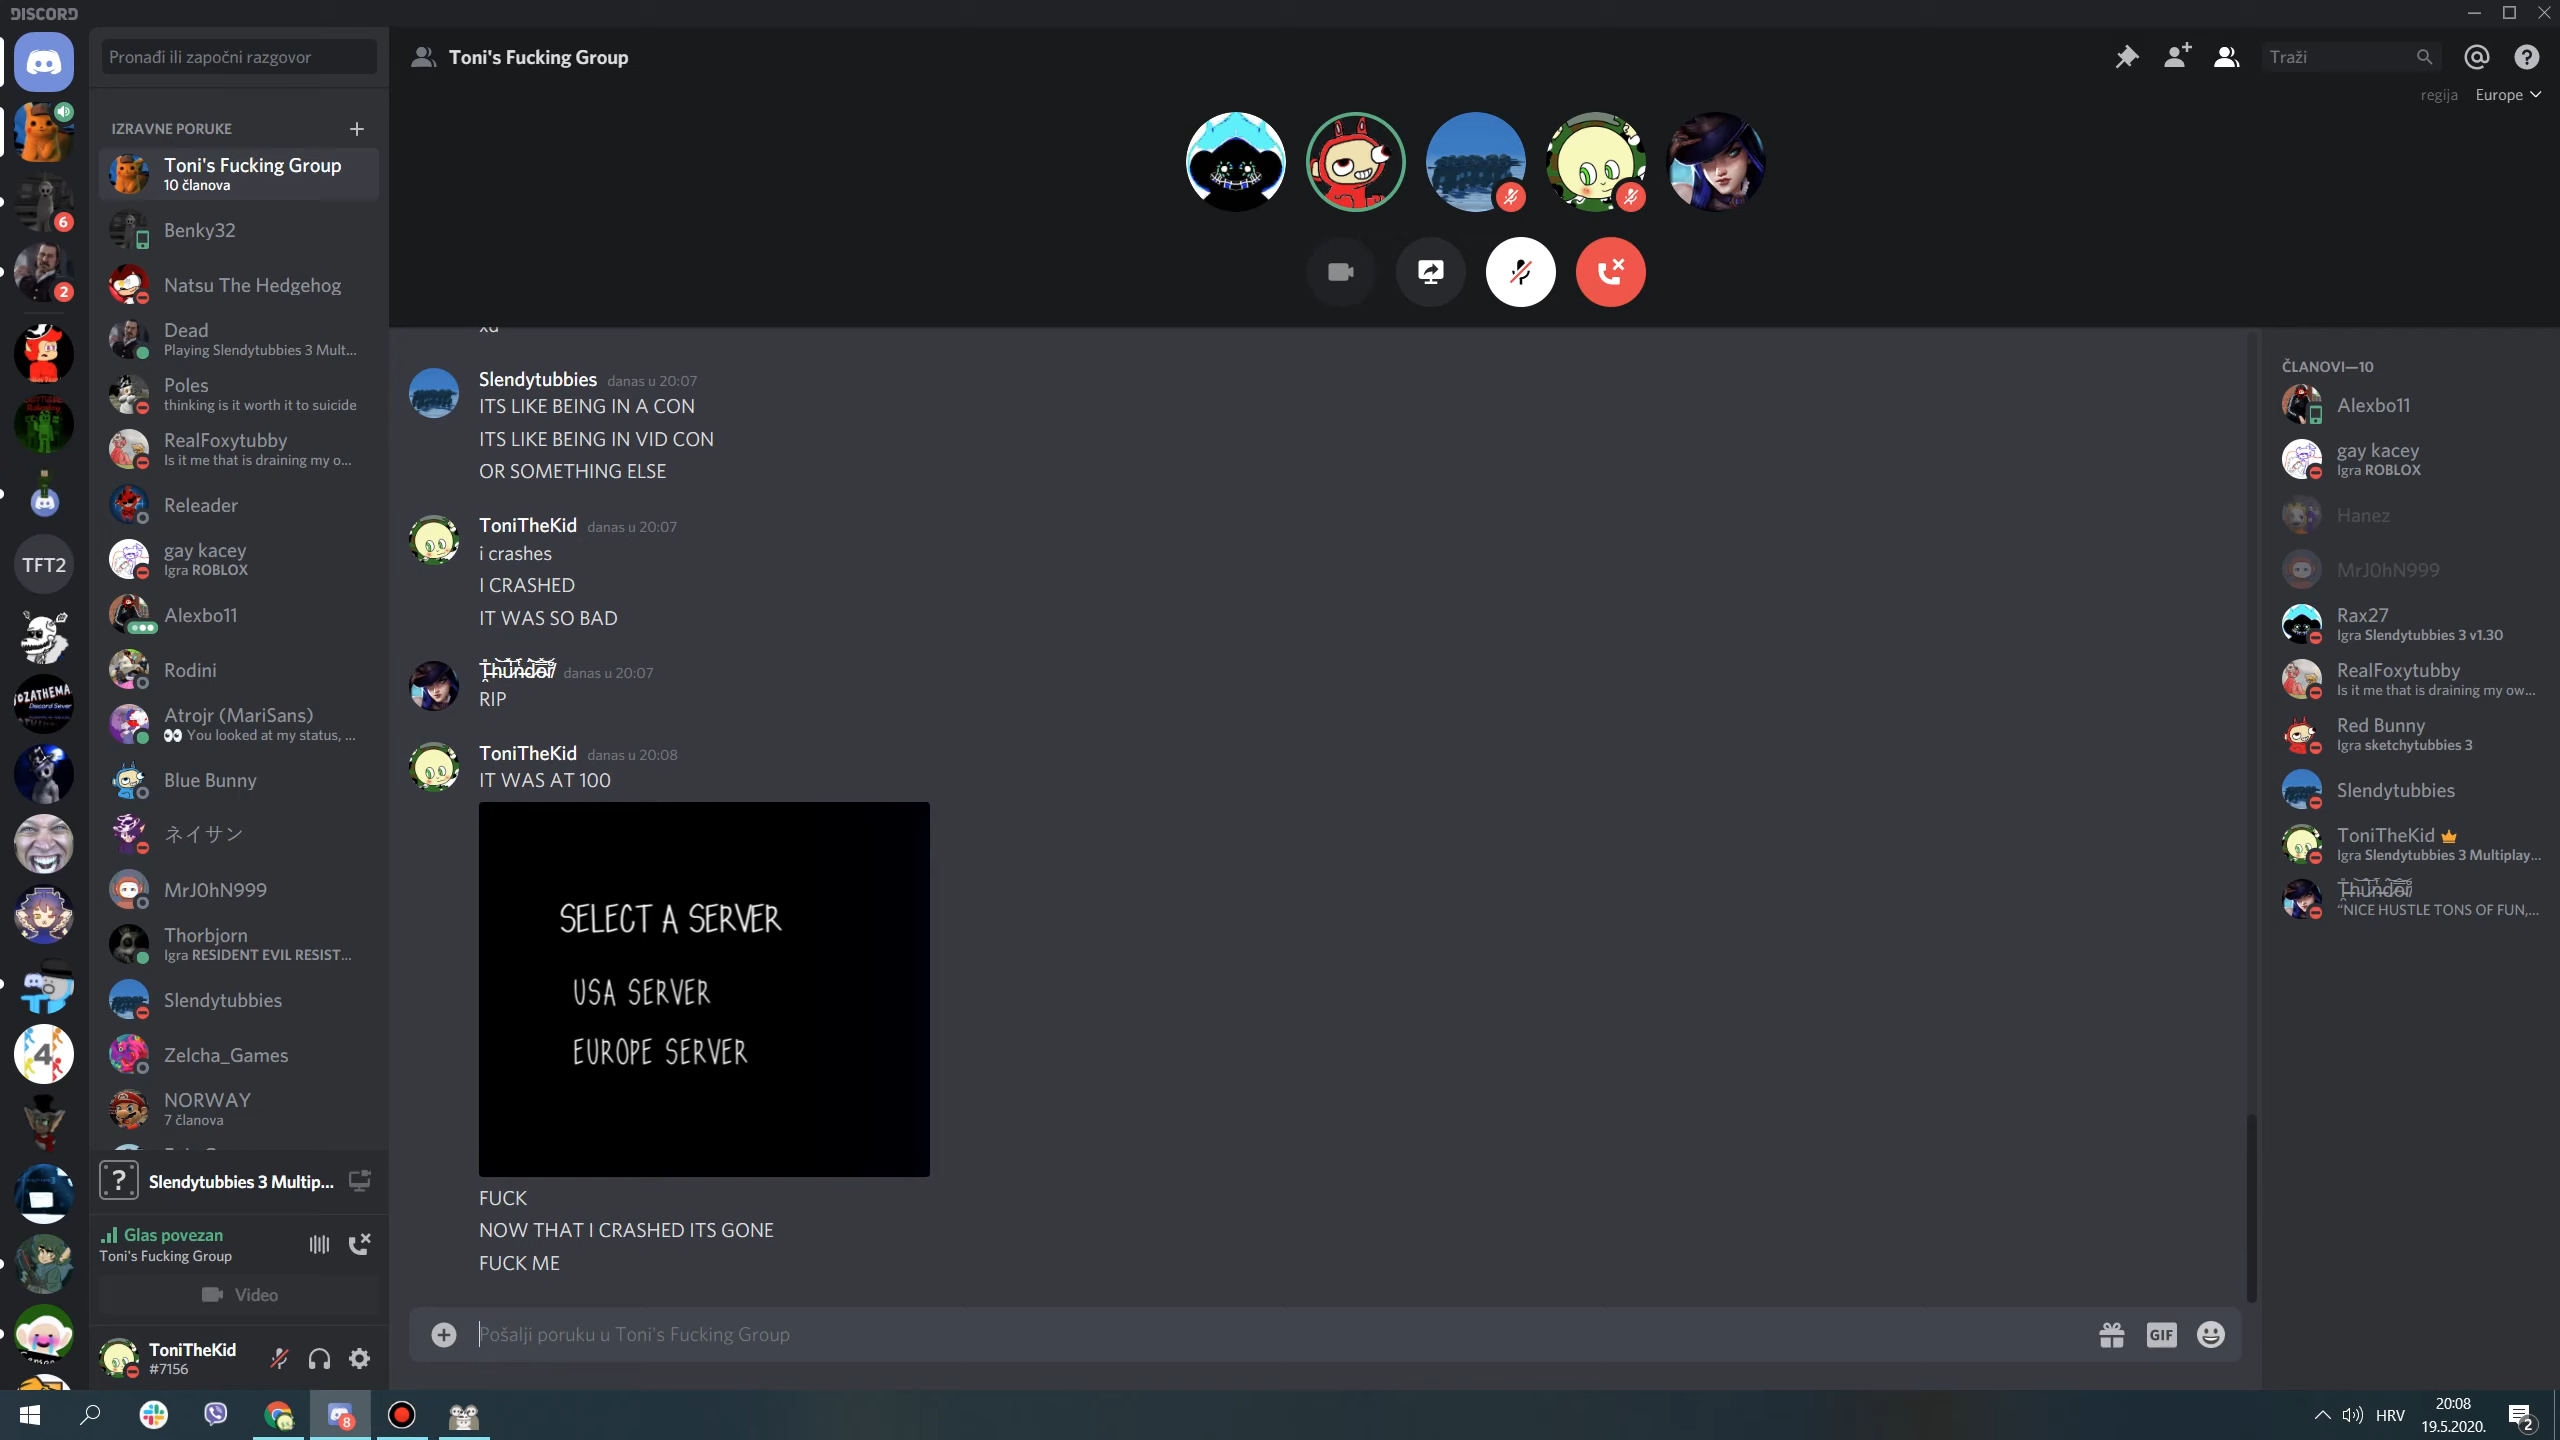 DISCORD
Pronađi ili započni razgovor
IZRAVNE PORUKE
Toni's Fucking Group
10 članova
Benky32
Natsu The Hedgehog
Dead
Playing Slendytubbies 3 Mult...
Poles
thinking is it worth it to suicide
RealFoxytubby
Is it me that is draining my o...
Releader
gay kacey
Igra ROBLOX
Alexbo11
Rodini
Atrojr (MariSans)
👀 You looked at my status, ...
Blue Bunny
ネイサン
MrJ0hN999
Thorbjorn
Igra RESIDENT EVIL RESIST...
Slendytubbies
Zelcha_Games
NORWAY
7 članova
6
2
TFT2
4
?
Slendytubbies 3 Multip...
Glas povezan
Toni's Fucking Group
Video
ToniTheKid
#7156
Toni's Fucking Group
Traži
regija Europe
xd
Slendytubbies danas u 20:07
ITS LIKE BEING IN A CON
ITS LIKE BEING IN VID CON
OR SOMETHING ELSE
ToniTheKid danas u 20:07
i crashes
I CRASHED
IT WAS SO BAD
danas u 20:07
RIP
ToniTheKid danas u 20:08
IT WAS AT 100
SELECT A SERVER
USA SERVER
EUROPE SERVER
FUCK
NOW THAT I CRASHED ITS GONE
FUCK ME
Pošalji poruku u Toni's Fucking Group
GIF
ČLANOVI—10
Alexbo11
gay kacey
Igra ROBLOX
Hanez
MrJ0hN999
Rax27
Igra Slendytubbies 3 v1.30
RealFoxytubby
Is it me that is draining my ow...
Red Bunny
Igra sketchytubbies 3
Slendytubbies
ToniTheKid
Igra Slendytubbies 3 Multiplay...
“NICE HUSTLE TONS OF FUN,...
8
HRV
20:08
19.5.2020.
2